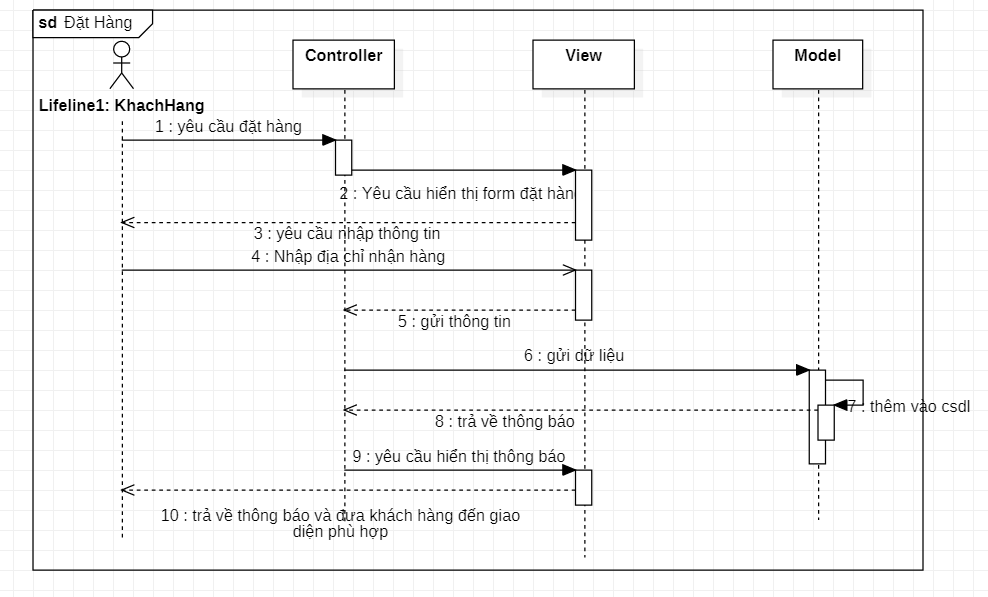 sd Đặt Hàng
Controller
View
Model
Lifeline1: KhachHang
1 : yêu cầu đặt hàng
2 : Yêu cầu hiển thị form đặt hàn
3 : yêu cầu nhập thông tin
4 : Nhập địa chỉ nhận hàng
5 : gửi thông tin
6 : gửi dữ liệu
7 : thêm vào csdl
8 : trả về thông báo
9 : yêu cầu hiển thị thông báo
10 : trả về thông báo và đưa khách hàng đến giao
diện phù hợp